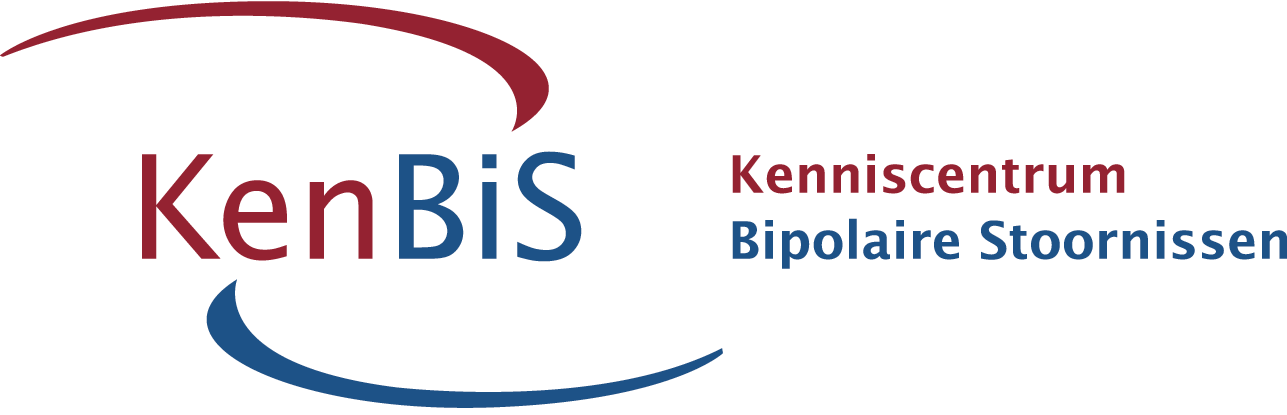 KenBiS
Kenniscentrum
Bipolaire Stoornissen